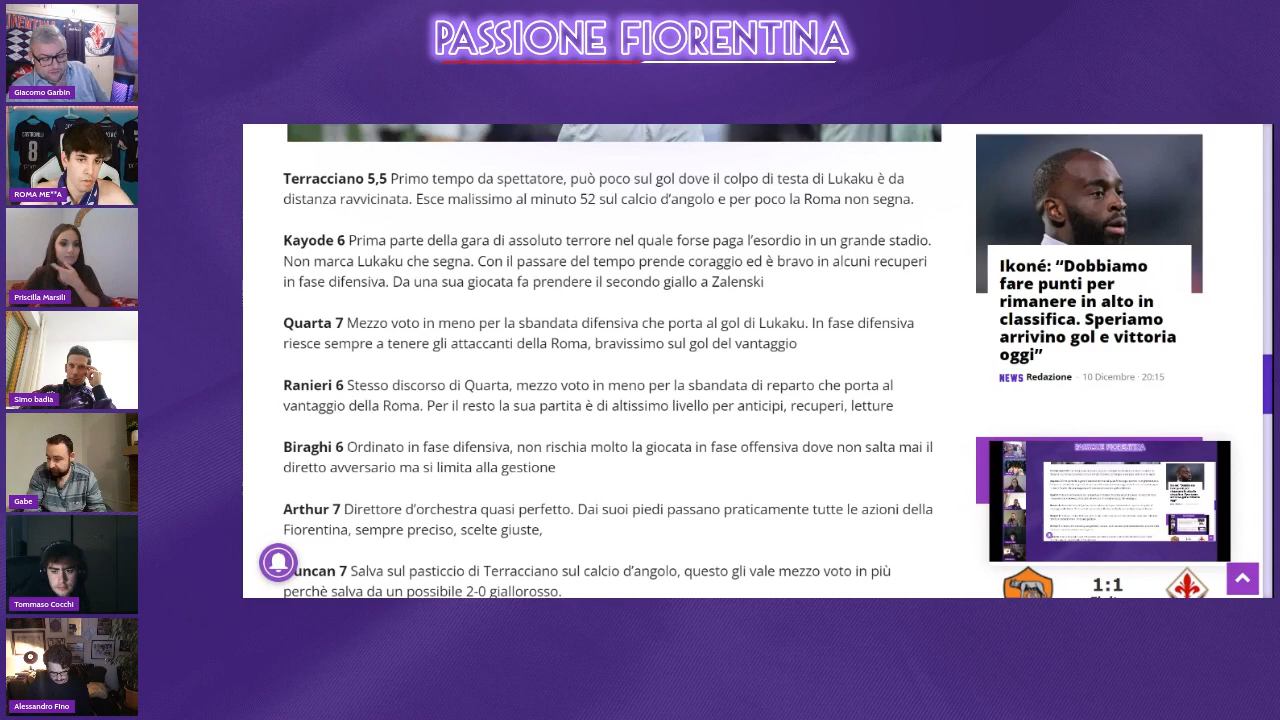 PASSIONE FIORENTINA
Giacomo Garbin
ROMA ME**A
Priscilla Marsili
Simo badia
Gabe
Tommaso Cocchi
Alessandro Fino
Terracciano 5,5 Primo tempo da spettatore, può poco sul gol dove il colpo di testa di Lukaku è da
distanza ravvicinata. Esce malissimo al minuto 52 sul calcio d'angolo e per poco la Roma non segna.
Kayode 6 Prima parte della gara di assoluto terrore nel quale forse paga l'esordio in un grande stadio.
Non marca Lukaku che segna. Con il passare del tempo prende coraggio ed è bravo in alcuni recuperi
in fase difensiva. Da una sua giocata fa prendere il secondo giallo a Zalenski
Quarta 7 Mezzo voto in meno per la sbandata difensiva che porta al gol di Lukaku. In fase difensiva
riesce sempre a tenere gli attaccanti della Roma, bravissimo sul gol del vantaggio
Ranieri 6 Stesso discorso di Quarta, mezzo voto in meno per la sbandata di reparto che porta al
vantaggio della Roma. Per il resto la sua partita è di altissimo livello per anticipi, recuperi, letture
Biraghi 6 Ordinato in fase difensiva, non rischia molto la giocata in fase offensiva dove non salta mai il
diretto avversario ma si limita alla gestione
Arthur 7 Direttore d'orchestra quasi perfetto. Dai suoi piedi passano praticamente tutte le azioni della
Fiorentina, sempre preciso, scelte giuste,
uncan 7 Salva sul pasticcio di Terracciano sul calcio d'angolo, questo gli vale mezzo voto in più
perchè salva da un possibile 2-0 giallorosso.
Ikoné: “Dobbiamo
fare punti per
rimanere in alto in
classifica. Speriamo
arrivino gol e vittoria
oggi”
NEWS Redazione - 10 Dicembre · 20:15
PASSIONE FIORENTINA
1:1